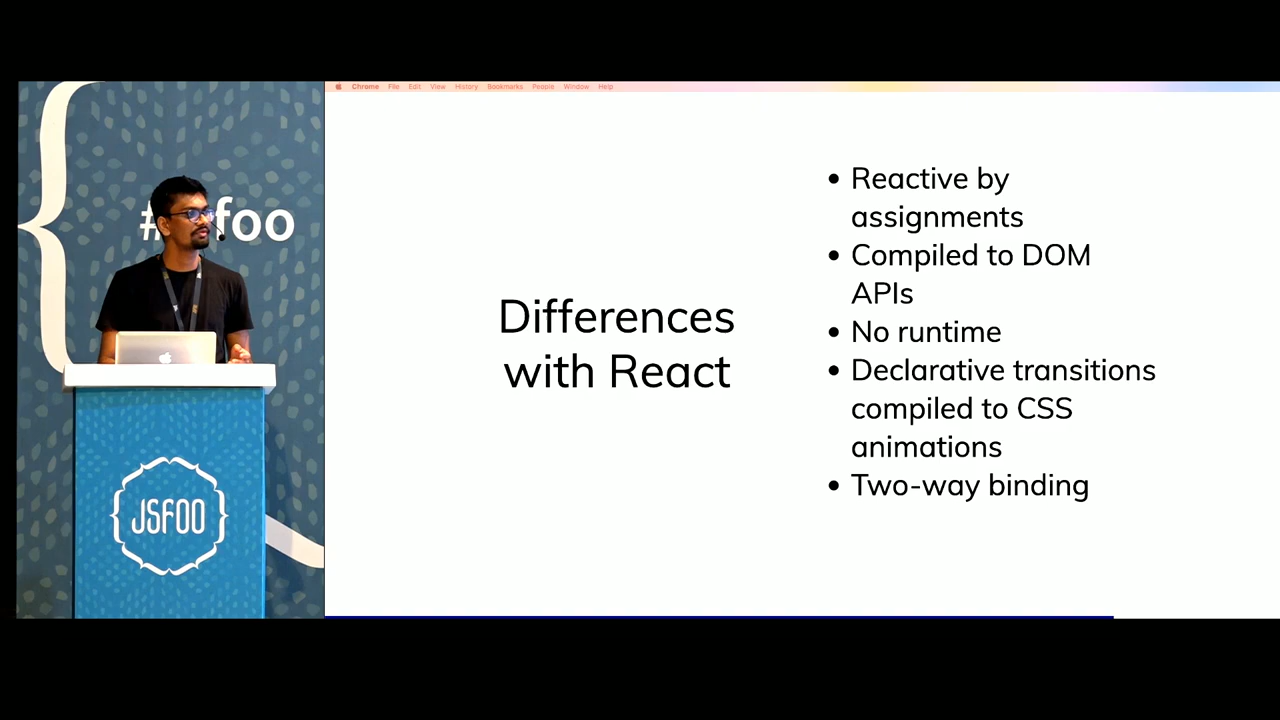 Chrome File Edit View History Bookmarks People Window Help
Differences
with React
• Reactive by
assignments
• Compiled to DOM
APIs
• No runtime
• Declarative transitions
compiled to CSS
animations
• Two-way binding
foo
JSFOO